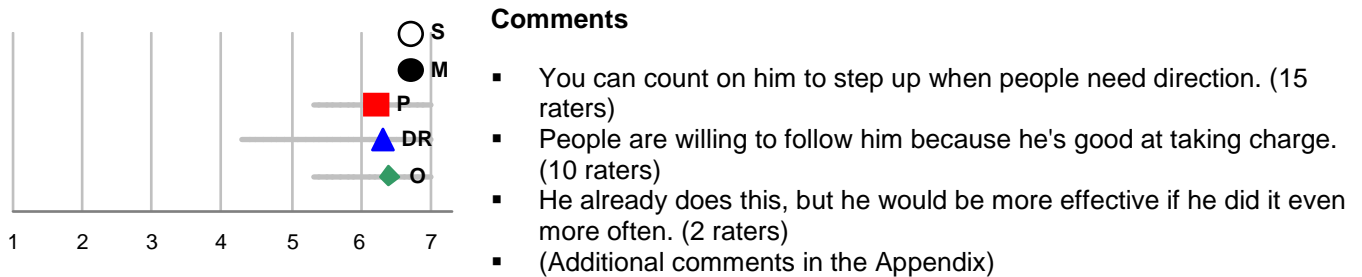 S
M
P
DR
O
1 2 3 4 5 6 7
Comments
▪ You can count on him to step up when people need direction. (15
raters)
▪ People are willing to follow him because he's good at taking charge.
(10 raters)
▪ He already does this, but he would be more effective if he did it even
more often. (2 raters)
▪ (Additional comments in the Appendix)